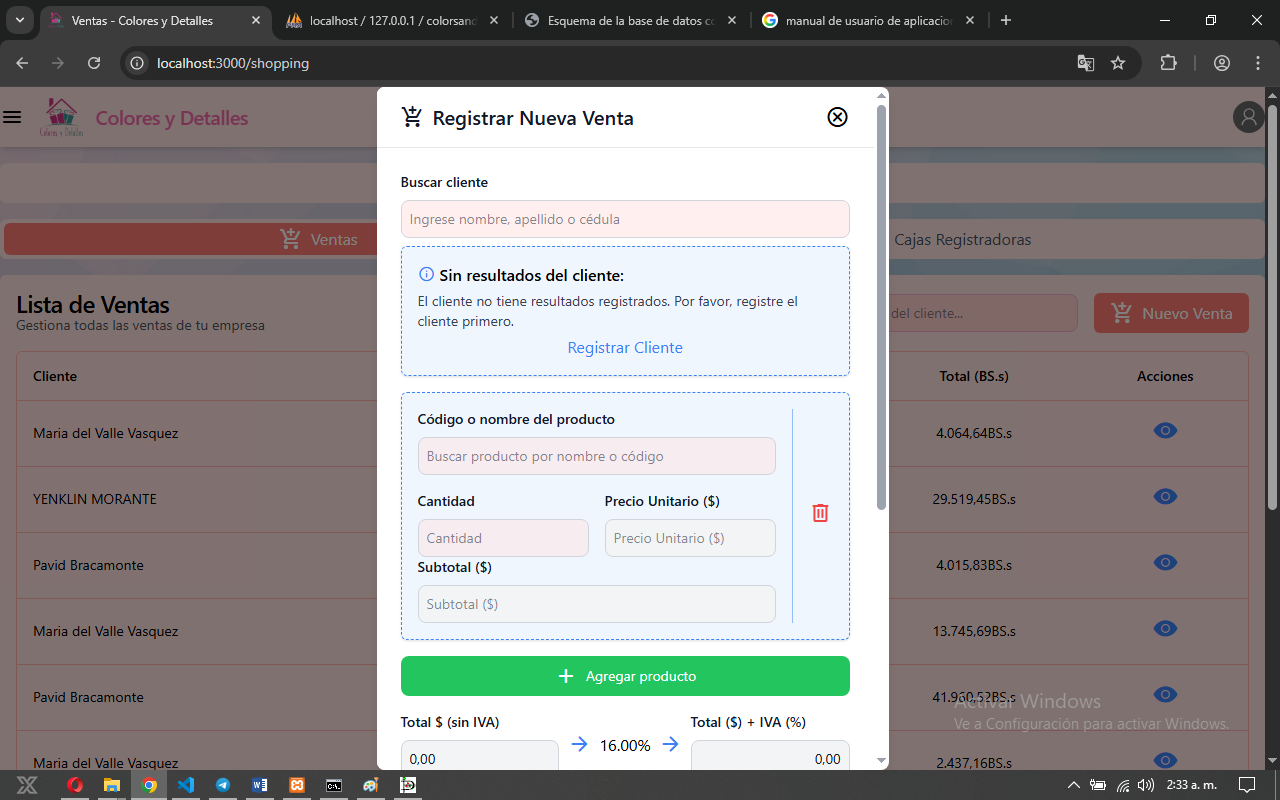 Ventas - Colores y Detalles
localhost / 127.0.0.1 / colorsand
Esquema de la base de datos co
manual de usuario de aplicacion
localhost:3000/shopping
Colores y Detalles
Colores y Detalles
Registrar Nueva Venta
Buscar cliente
Ingrese nombre, apellido o cédula
Ventas
Cajas Registradoras
Sin resultados del cliente:
El cliente no tiene resultados registrados. Por favor, registre el
cliente primero.
Registrar Cliente
Lista de Ventas
Gestiona todas las ventas de tu empresa
del cliente...
Nuevo Venta
Cliente
Total (BS.s)
Acciones
Maria del Valle Vasquez
4.064,64BS.s
YENKLIN MORANTE
29.519,45BS.s
Pavid Bracamonte
4.015,83BS.s
Maria del Valle Vasquez
13.745,69BS.s
Pavid Bracamonte
41.960,52BS.s
Maria del Valle Vasquez
2.437,16BS.s
Código o nombre del producto
Buscar producto por nombre o código
Cantidad
Precio Unitario ($)
Cantidad
Precio Unitario ($)
Subtotal ($)
Subtotal ($)
Agregar producto
Total $ (sin IVA)
Total ($) + IVA (%)
0,00
16.00%
0,00
Activar Windows
Ve a Configuración para activar Windows.
2:33 a. m.